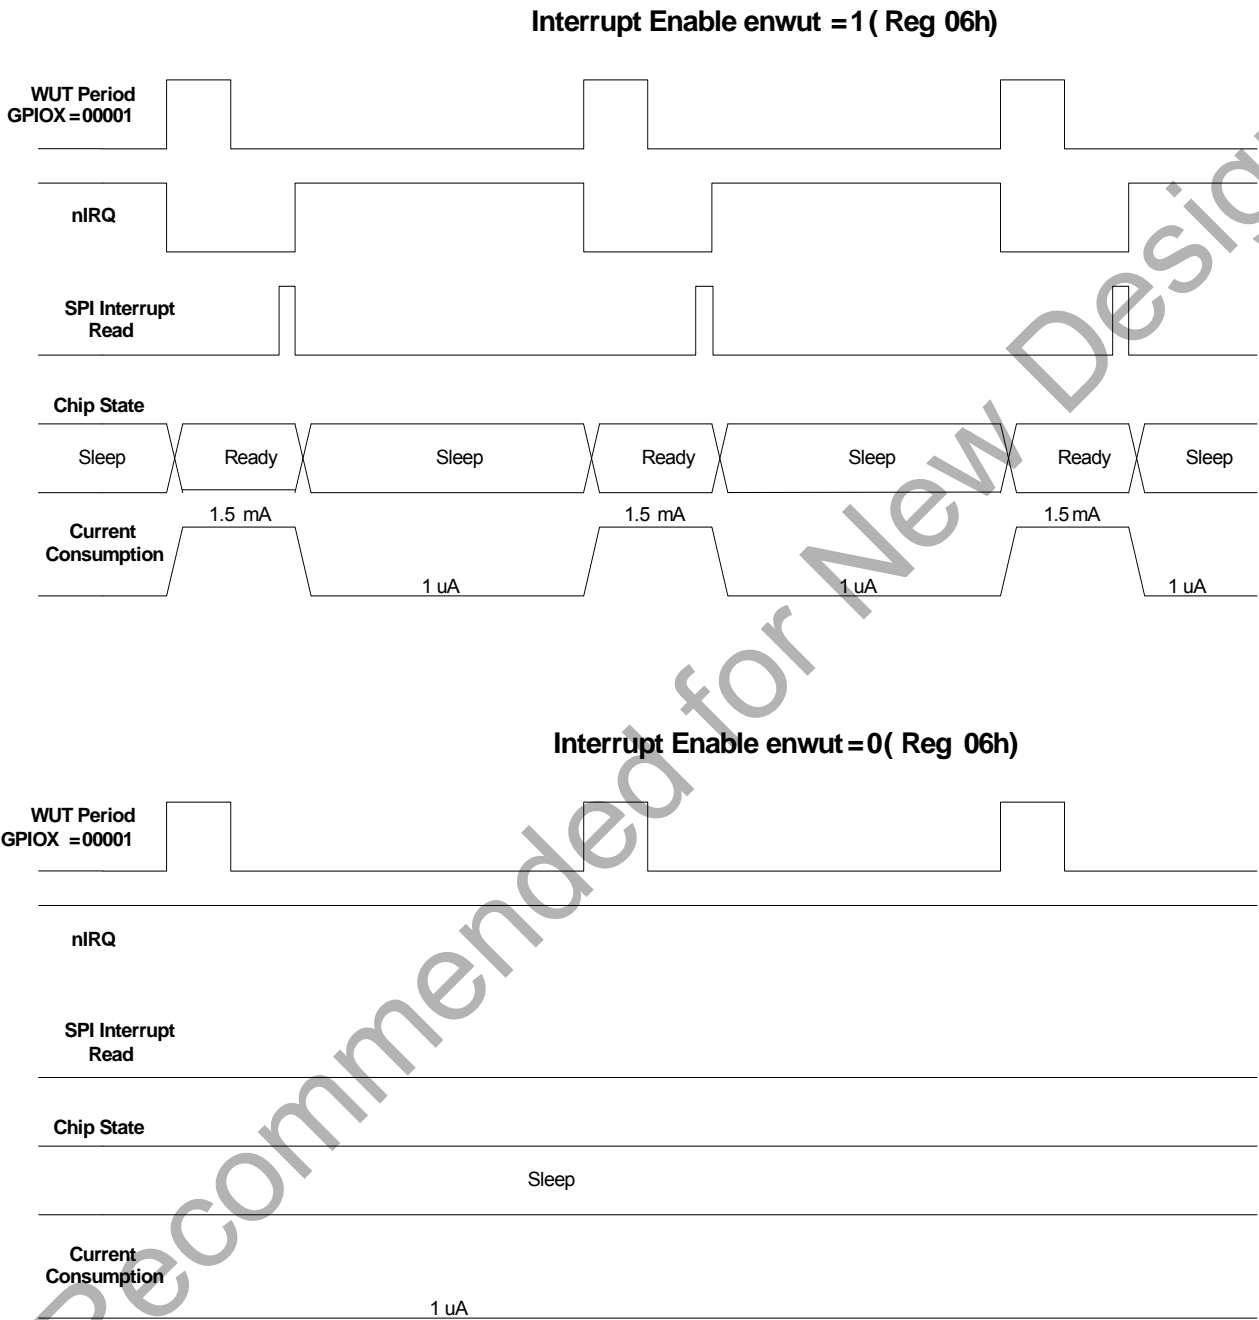 Interrupt Enable enwut =1( Reg 06h)
WUT Period
GPIOX=00001
nIRQ
SPI Interrupt
Read
Chip State
Sleep Ready Sleep Ready Sleep Ready Sleep
1.5 mA 1.5 mA 1.5 mA
Current
Consumption
1 uA 1 uA 1 uA
Interrupt Enable enwut=0( Reg 06h)
WUT Period
GPIOX =00001
nIRQ
SPI Interrupt
Read
Chip State
Sleep
Current
Consumption
1 uA
Recommended for New Desig